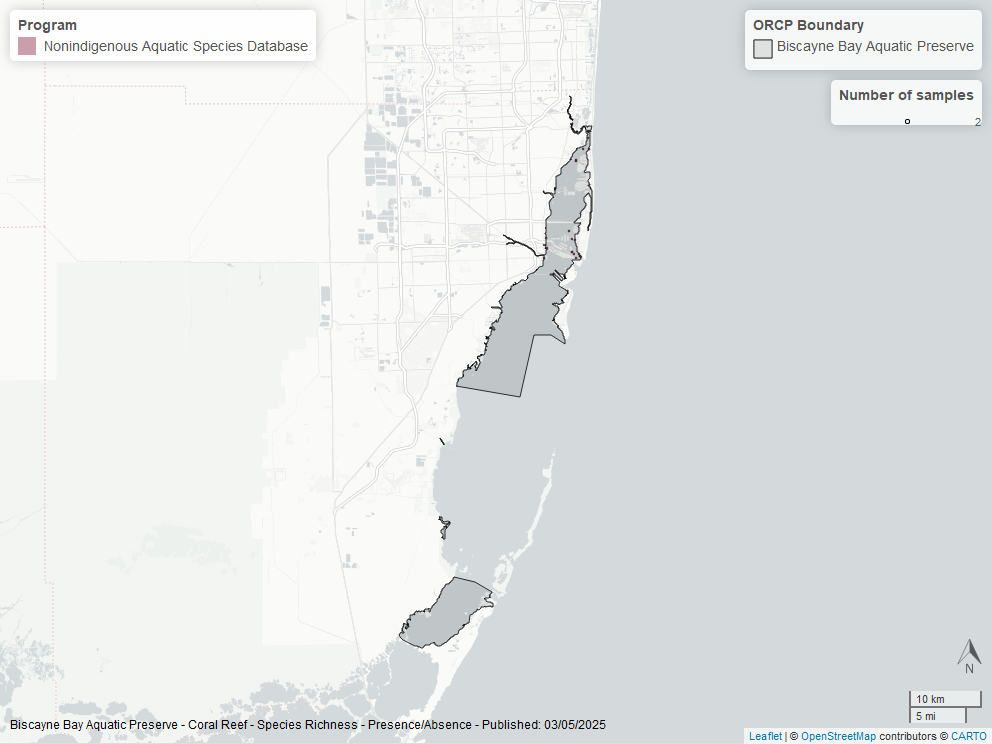 Program
Nonindigenous Aquatic Species Database
ORCP Boundary
Biscayne Bay Aquatic Preserve
Number of samples
2
N
10 km
5 mi
Biscayne Bay Aquatic Preserve - Coral Reef - Species Richness - Presence/Absence - Published: 03/05/2025
Leaflet | © OpenStreetMap contributors © CARTO